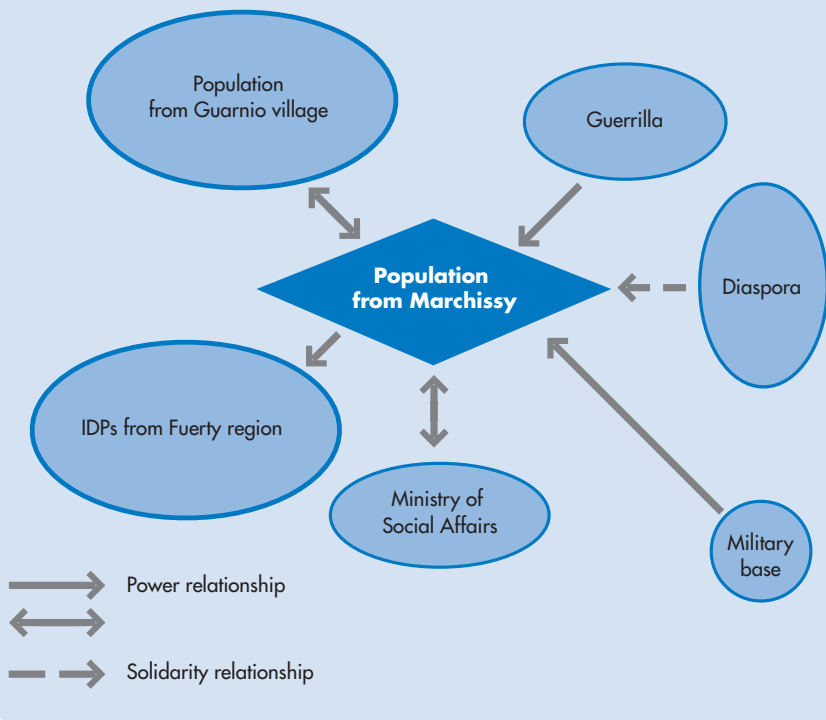 Population
from Guarnio village
Guerrilla
Population
from Marchissy
Diaspora
IDPs from Fuerty region
Ministry of
Social Affairs
Military
base
Power relationship
Solidarity relationship